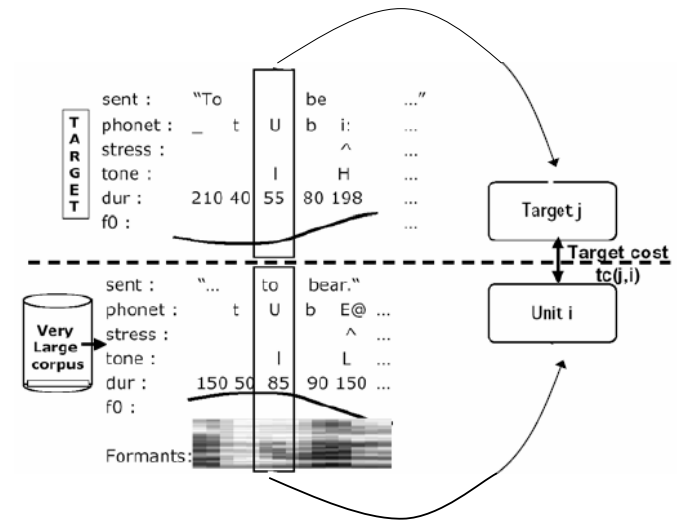 sent : "To be ..."
TARGET
phonet : _ t U b i: ...
stress : ^ ...
tone : l H ...
dur : 210 40 55 80 198 ...
f0 : ...
Target j
Target cost
tc(j,i)
sent : "... to bear."
phonet : t U b E@ ...
stress : ^ ...
tone : l L ...
dur : 150 50 85 90 150 ...
f0 :
Formants:
Very
Large
corpus
Unit i